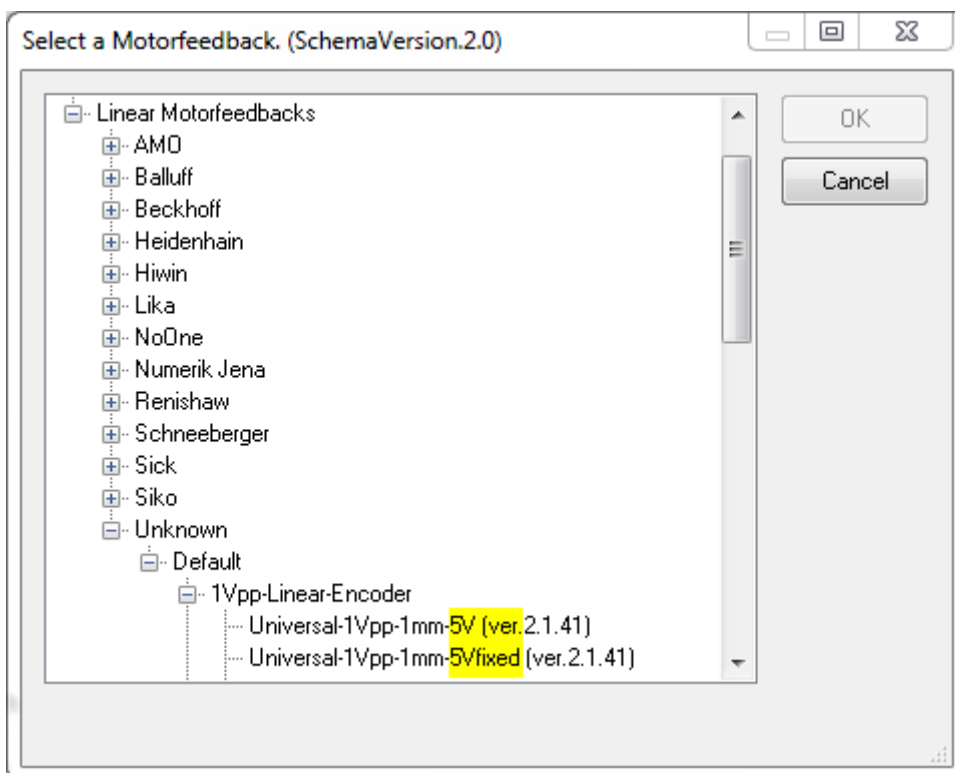 Select a Motorfeedback. (SchemaVersion.2.0)
Linear Motorfeedbacks
AMO
Balluff
Beckhoff
Heidenhain
Hiwin
Lika
NoOne
Numerik Jena
Renishaw
Schneeberger
Sick
Siko
Unknown
Default
1Vpp-Linear-Encoder
Universal-1Vpp-1mm-5V (ver.2.1.41)
Universal-1Vpp-1mm-5Vfixed (ver.2.1.41)
OK
Cancel